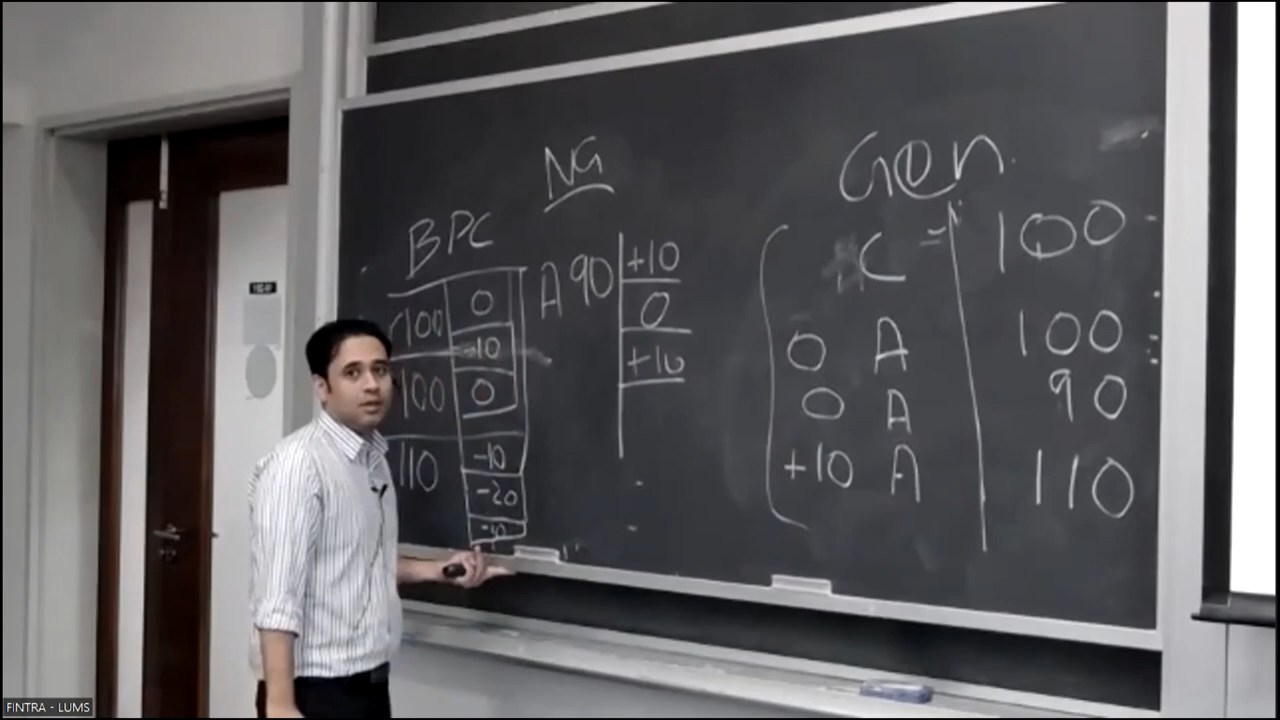 NG
Gen
BPC
100 0
-10
100 0
110 -10
-20
A 90 +10
0
+10
C = 100
0 A 100
0 A 90
+10 A 110
FINTRA - LUMS